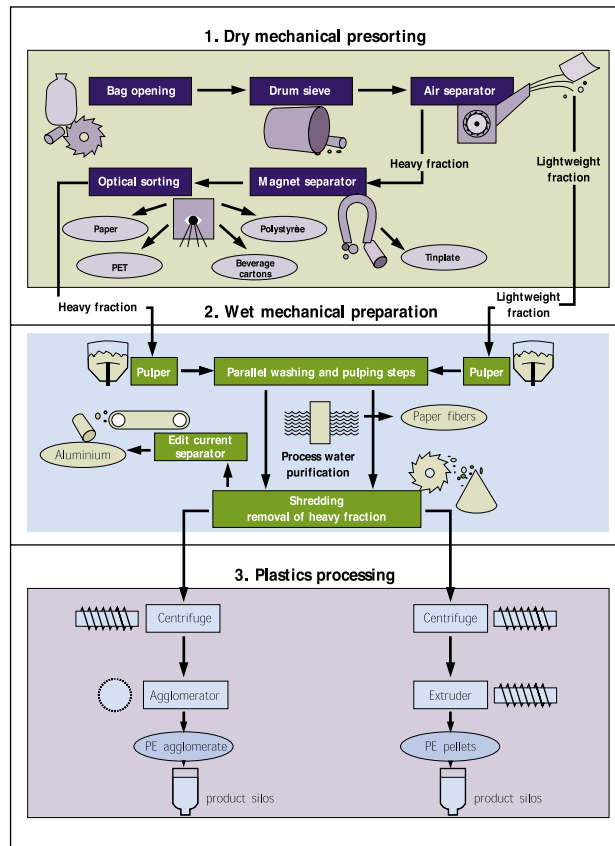 1. Dry mechanical presorting
Bag opening
Drum sieve
Air separator
Heavy fraction
Lightweight
fraction
Optical sorting
Magnet separator
Paper
Polystyrèe
PET
Beverage
cartons
Tinplate
Heavy fraction
Lightweight
fraction
2. Wet mechanical preparation
Pulper
Parallel washing and pulping steps
Pulper
Paper fibers
Edit current
separator
Aluminium
Process water
purification
Shredding
removal of heavy fraction
3. Plastics processing
Centrifuge
Centrifuge
Agglomerator
Extruder
PE agglomerate
PE pellets
product silos
product silos